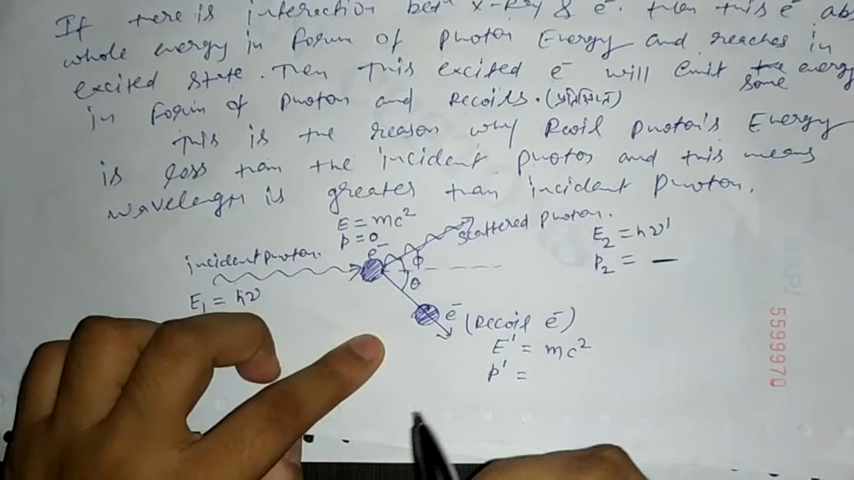 If there is interaction betn x-Ray & e⁻. then this e⁻ abs
whole energy in form of photon Energy and reaches in
excited state. Then This excited e⁻ will emit the some energy
in form of photon and recoils.
This is the reason why Recoil photon's Energy
is less than the incident photon and this means
wavelength is greater than incident photon.
E = mc²
p = 0
e⁻
scattered photon.
E₂ = hν'
p₂ = —
incident photon
ϕ
θ
E₁ = hν
e⁻ (Recoil e⁻)
E' = mc²
p' =
5599970